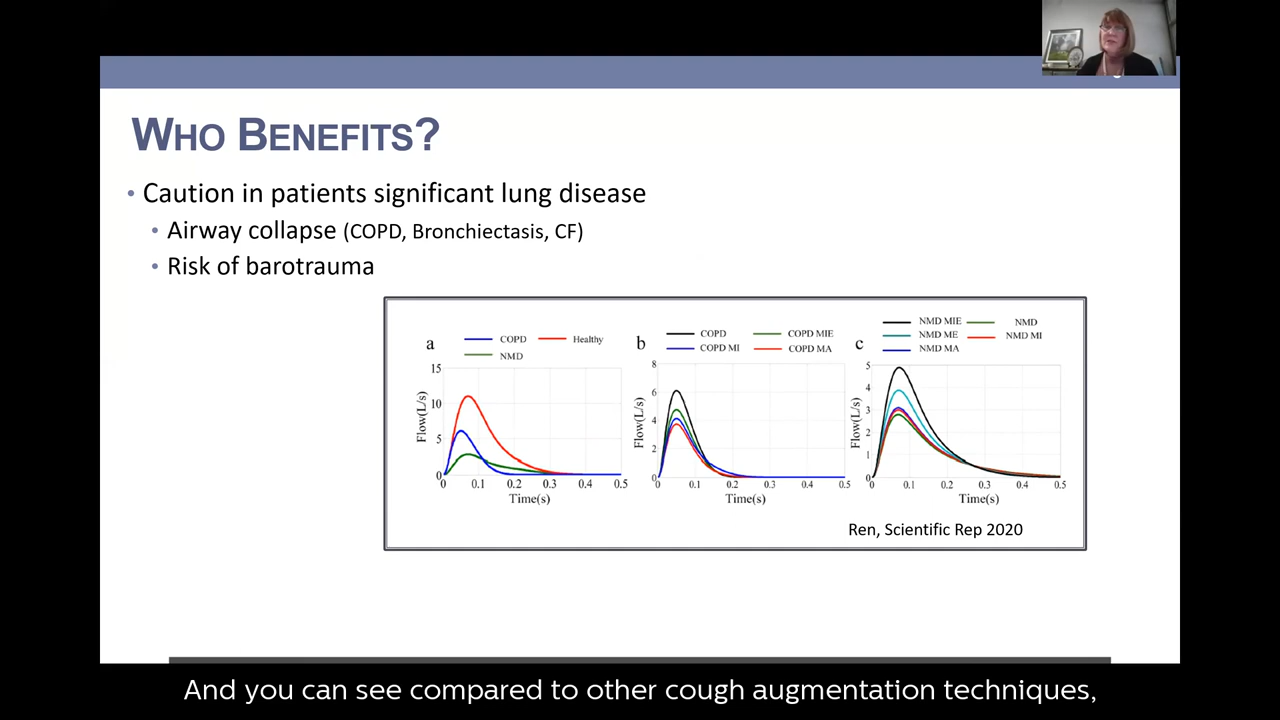 WHO BENEFITS?
• Caution in patients significant lung disease
• Airway collapse (COPD, Bronchiectasis, CF)
• Risk of barotrauma
a
COPD
Healthy
NMD
15
10
5
0
Flow(L/s)
0 0.1 0.2 0.3 0.4 0.5
Time(s)
b
COPD
COPD MIE
COPD MI
COPD MA
8
6
4
2
0
Flow(L/s)
0 0.1 0.2 0.3 0.4 0.5
Time(s)
c
NMD MIE
NMD
NMD ME
NMD MI
NMD MA
5
4
3
2
1
0
Flow(L/s)
0 0.1 0.2 0.3 0.4 0.5
Time(s)
Ren, Scientific Rep 2020
And you can see compared to other cough augmentation techniques,